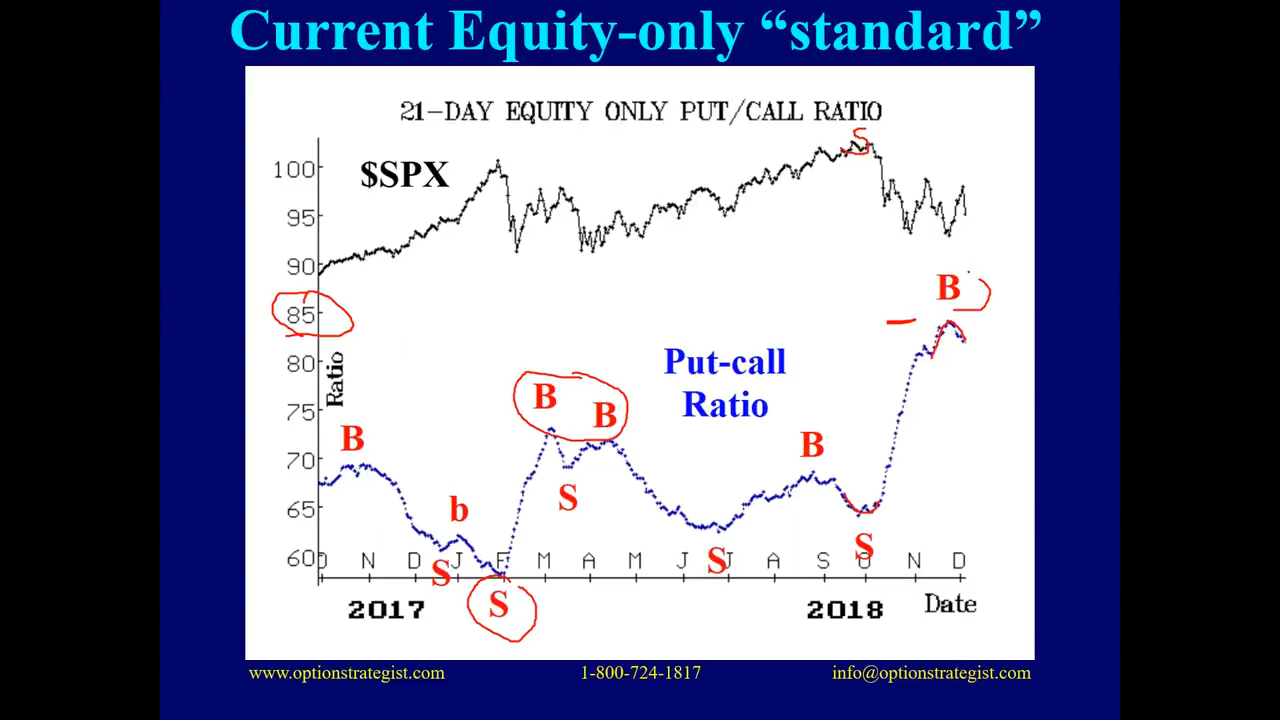 Current Equity-only “standard”
21-DAY EQUITY ONLY PUT/CALL RATIO
S
100
$SPX
95
90
B
85
Put-call
80
Ratio
Ratio
75
B
B
B
B
70
S
65
b
60
S
S
S
O N D J F M A M J J A S O N D
S
2017
2018
Date
www.optionstrategist.com
1-800-724-1817
info@optionstrategist.com